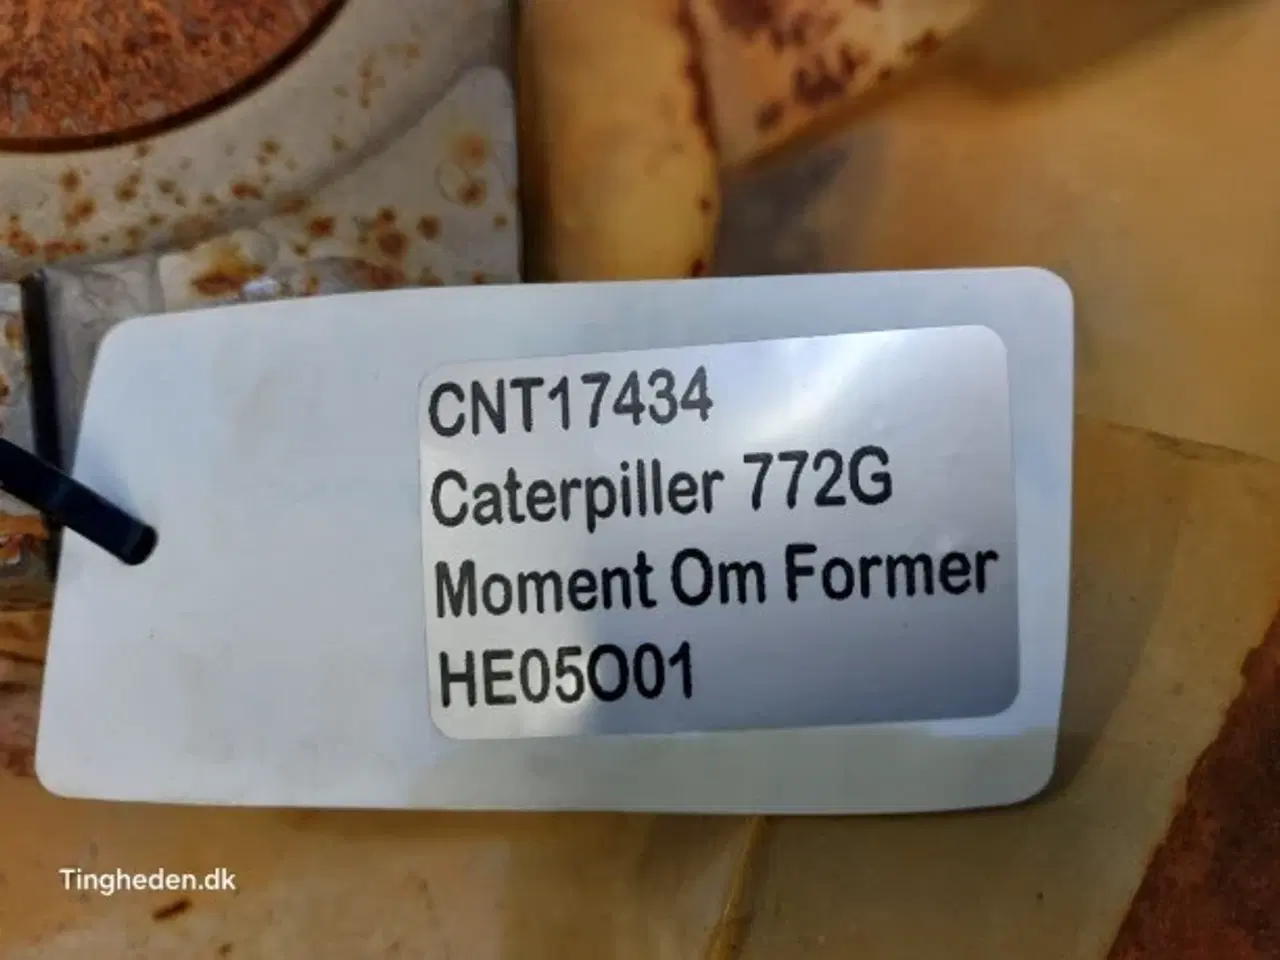 CNT17434
Caterpiller 772G
Moment Om Former
HE05O01
Tingheden.dk